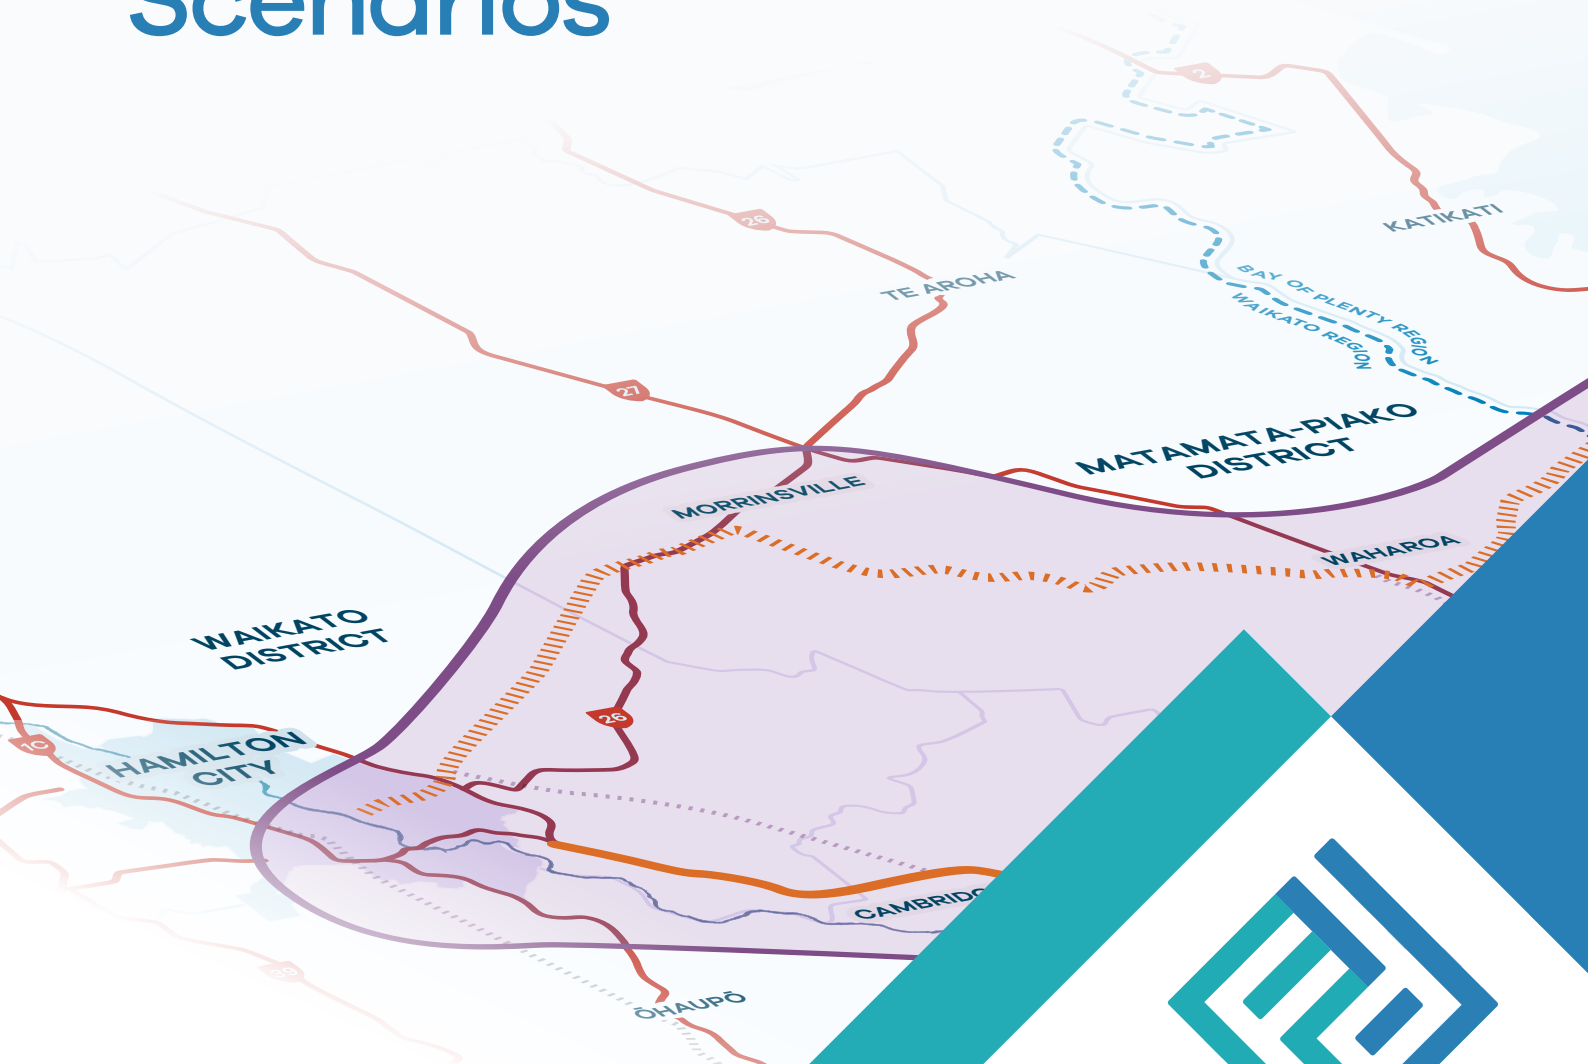 Scenarios
2
KATIKATI
26
TE AROHA
BAY OF PLENTY REGION
WAIKATO REGION
27
MATAMATA-PIAKO
DISTRICT
MORRINSVILLE
WAHAROA
WAIKATO
DISTRICT
26
1C
HAMILTON
CITY
CAMBRIDG
39
ŌHAUPŌ